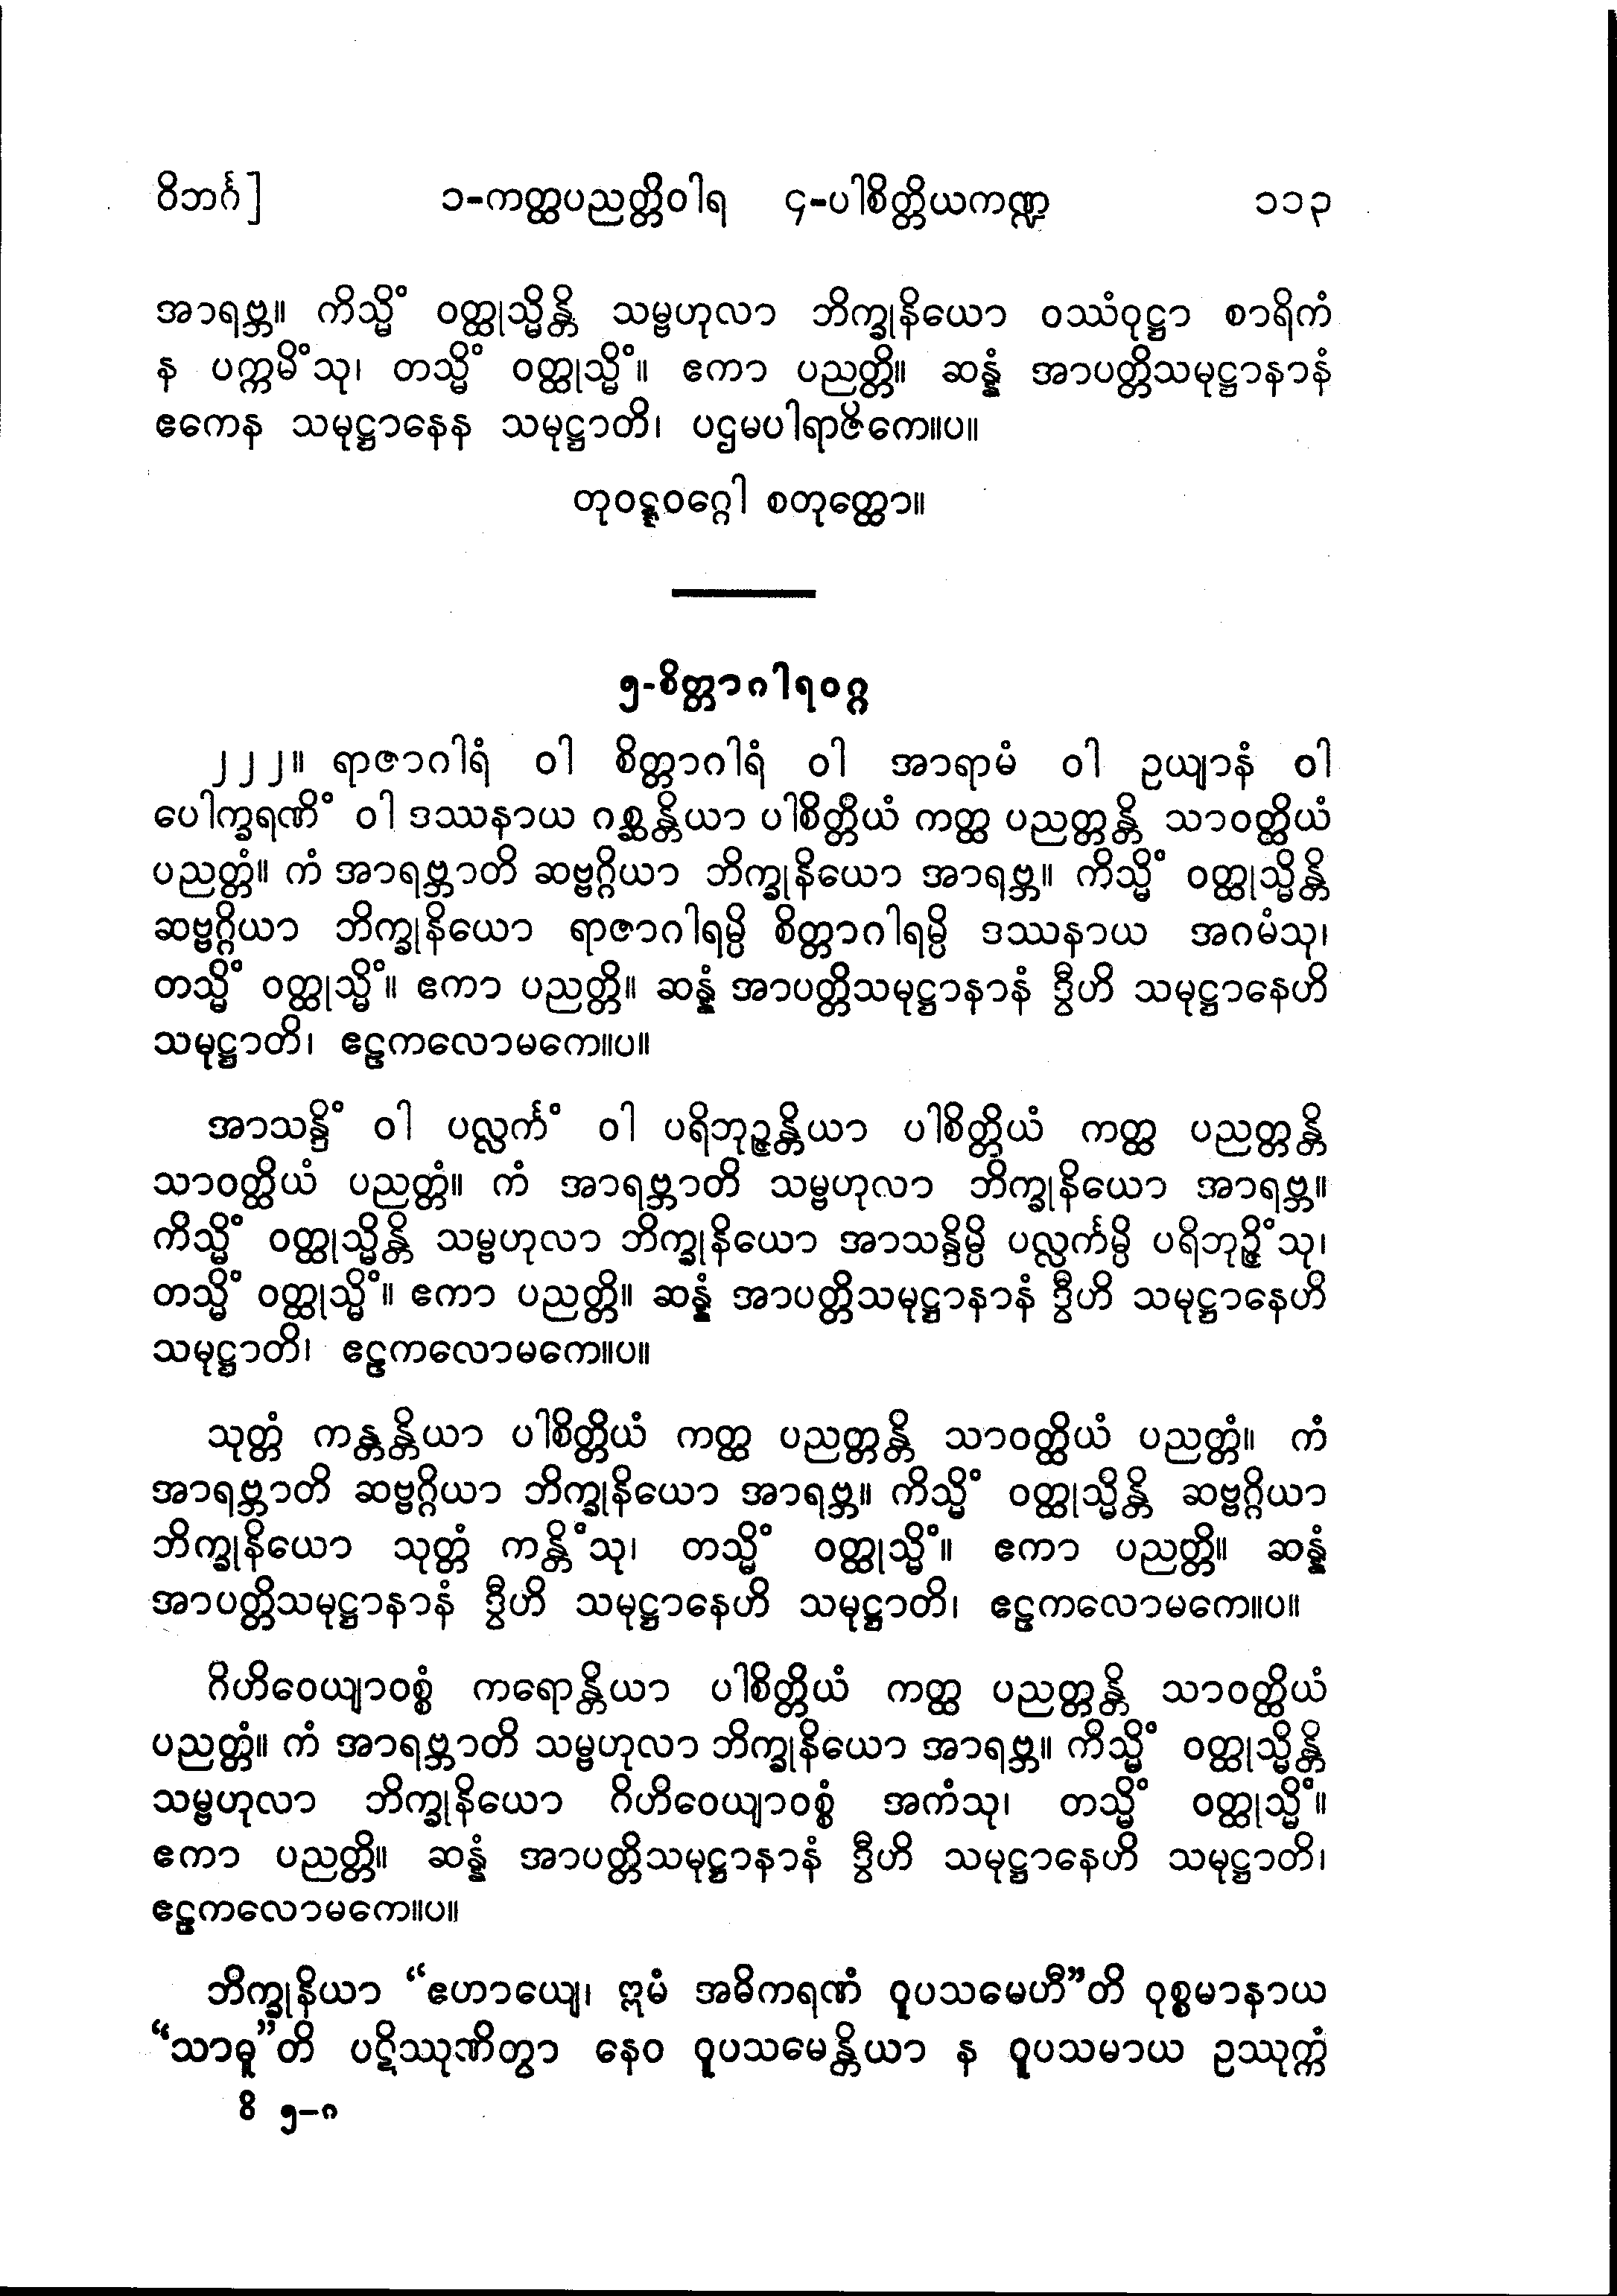 ဝိဘင်္ဂ] ၁-ကတ္ထပညတ္တိဝါရ ၄-ပါစိတ္တိယကဏ္ဍ ၁၁၃
အာရဗ္ဘ။ ကိသ္မိံ ဝတ္ထုသ္မိန္တိ သမ္ဗဟုလာ ဘိက္ခုနိယော ဝဿံဝုဋ္ဌာ စာရိကံ
န ပက္ကမိံသု၊ တသ္မိံ ဝတ္ထုသ္မိံ။ ဧကာ ပညတ္တိ။ ဆန္နံ အာပတ္တိသမုဋ္ဌာနာနံ
ဧကေန သမုဋ္ဌာနေန သမုဋ္ဌာတိ၊ ပဌမပါရာဇိကေ။ပ။
တုဝဋ္ဋဝဂ္ဂေါ စတုတ္ထော။
၅-စိတ္တာဂါရဝဂ္ဂ
၂၂၂။ ရာဇာဂါရံ ဝါ စိတ္တာဂါရံ ဝါ အာရာမံ ဝါ ဥယျာနံ ဝါ
ပေါက္ခရဏိံ ဝါ ဒဿနာယ ဂစ္ဆန္တိယာ ပါစိတ္တိယံ ကတ္ထ ပညတ္တန္တိ သာဝတ္ထိယံ
ပညတ္တံ။ ကံ အာရဗ္ဘာတိ ဆဗ္ဗဂ္ဂိယာ ဘိက္ခုနိယော အာရဗ္ဘ။ ကိသ္မိံ ဝတ္ထုသ္မိန္တိ
ဆဗ္ဗဂ္ဂိယာ ဘိက္ခုနိယော ရာဇာဂါရမ္ပိ စိတ္တာဂါရမ္ပိ ဒဿနာယ အဂမံသု၊
တသ္မိံ ဝတ္ထုသ္မိံ။ ဧကာ ပညတ္တိ။ ဆန္နံ အာပတ္တိသမုဋ္ဌာနာနံ ဒွီဟိ သမုဋ္ဌာနေဟိ
သမုဋ္ဌာတိ၊ ဧဠကလောမကေ။ပ။
အာသန္ဒိံ ဝါ ပလ္လင်္ကံ ဝါ ပရိဘုဉ္ဇန္တိယာ ပါစိတ္တိယံ ကတ္ထ ပညတ္တန္တိ
သာဝတ္ထိယံ ပညတ္တံ။ ကံ အာရဗ္ဘာတိ သမ္ဗဟုလာ ဘိက္ခုနိယော အာရဗ္ဘ။
ကိသ္မိံ ဝတ္ထုသ္မိန္တိ သမ္ဗဟုလာ ဘိက္ခုနိယော အာသန္ဒိမ္ပိ ပလ္လင်္ကမ္ပိ ပရိဘုဉ္ဇိံသု၊
တသ္မိံ ဝတ္ထုသ္မိံ။ ဧကာ ပညတ္တိ။ ဆန္နံ အာပတ္တိသမုဋ္ဌာနာနံ ဒွီဟိ သမုဋ္ဌာနေဟိ
သမုဋ္ဌာတိ၊ ဧဠကလောမကေ။ပ။
သုတ္တံ ကန္တန္တိယာ ပါစိတ္တိယံ ကတ္ထ ပညတ္တန္တိ သာဝတ္ထိယံ ပညတ္တံ။ ကံ
အာရဗ္ဘာတိ ဆဗ္ဗဂ္ဂိယာ ဘိက္ခုနိယော အာရဗ္ဘ။ ကိသ္မိံ ဝတ္ထုသ္မိန္တိ ဆဗ္ဗဂ္ဂိယာ
ဘိက္ခုနိယော သုတ္တံ ကန္တိံသု၊ တသ္မိံ ဝတ္ထုသ္မိံ။ ဧကာ ပညတ္တိ။ ဆန္နံ
အာပတ္တိသမုဋ္ဌာနာနံ ဒွီဟိ သမုဋ္ဌာနေဟိ သမုဋ္ဌာတိ၊ ဧဠကလောမကေ။ပ။
ဂိဟိဝေယျာဝစ္စံ ကရောန္တိယာ ပါစိတ္တိယံ ကတ္ထ ပညတ္တန္တိ သာဝတ္ထိယံ
ပညတ္တံ။ ကံ အာရဗ္ဘာတိ သမ္ဗဟုလာ ဘိက္ခုနိယော အာရဗ္ဘ။ ကိသ္မိံ ဝတ္ထုသ္မိန္တိ
သမ္ဗဟုလာ ဘိက္ခုနိယော ဂိဟိဝေယျာဝစ္စံ အကံသု၊ တသ္မိံ ဝတ္ထုသ္မိံ။
ဧကာ ပညတ္တိ။ ဆန္နံ အာပတ္တိသမုဋ္ဌာနာနံ ဒွီဟိ သမုဋ္ဌာနေဟိ သမုဋ္ဌာတိ၊
ဧဠကလောမကေ။ပ။
ဘိက္ခုနိယာ “ဧဟာယျေ၊ ဣမံ အဓိကရဏံ ဝူပသမေဟီ”တိ ဝုစ္စမာနာယ
“သာဓူ”တိ ပဋိဿုဏိတွာ နေဝ ဝူပသမေန္တိယာ န ဝူပသမာယ ဥဿုက္ကံ
ဝိ ၅-၈